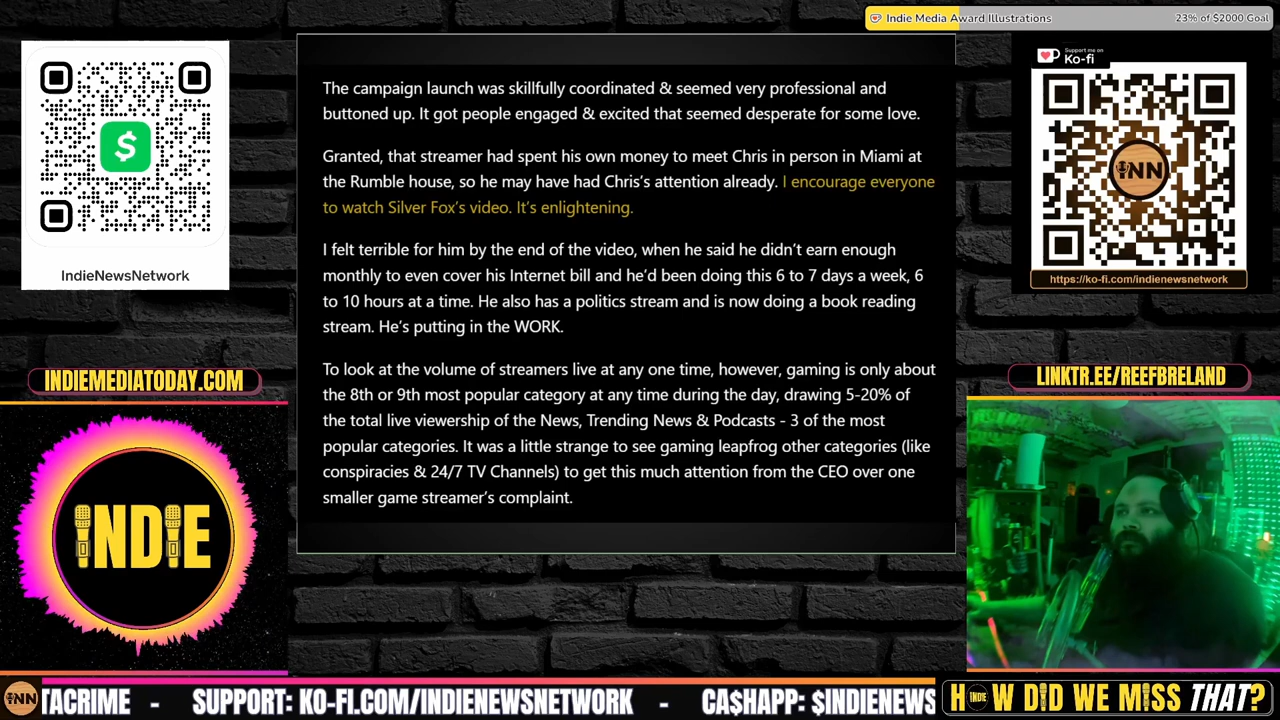 Indie Media Award Illustrations
23% of $2000 Goal
IndieNewsNetwork
INDIEMEDIATODAY.COM
INDIE
The campaign launch was skillfully coordinated & seemed very professional and
buttoned up. It got people engaged & excited that seemed desperate for some love.
Granted, that streamer had spent his own money to meet Chris in person in Miami at
the Rumble house, so he may have had Chris's attention already. I encourage everyone
to watch Silver Fox's video. It's enlightening.
I felt terrible for him by the end of the video, when he said he didn't earn enough
monthly to even cover his Internet bill and he'd been doing this 6 to 7 days a week, 6
to 10 hours at a time. He also has a politics stream and is now doing a book reading
stream. He's putting in the WORK.
To look at the volume of streamers live at any one time, however, gaming is only about
the 8th or 9th most popular category at any time during the day, drawing 5-20% of
the total live viewership of the News, Trending News & Podcasts - 3 of the most
popular categories. It was a little strange to see gaming leapfrog other categories (like
conspiracies & 24/7 TV Channels) to get this much attention from the CEO over one
smaller game streamer's complaint.
Support me on
Ko-fi
INN
https://ko-fi.com/indienewsnetwork
LINKTR.EE/REEFBRELAND
INN
TACRIME - SUPPORT: KO-FI.COM/INDIENEWSNETWORK - CA$HAPP: $INDIENEWS
HOW DID WE MISS THAT?